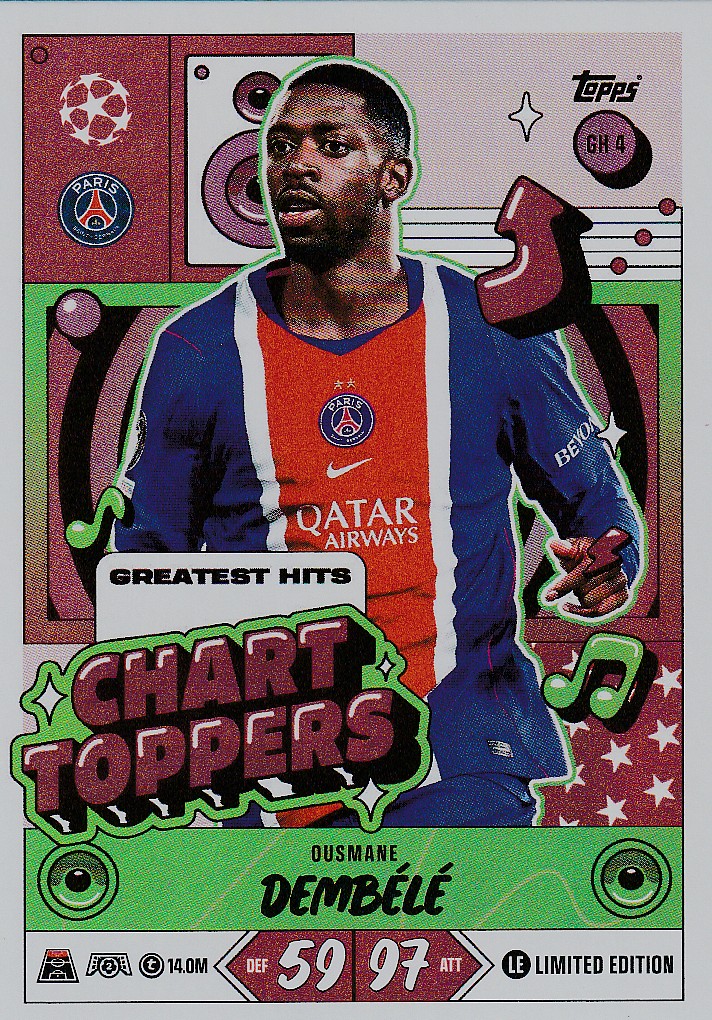 Topps
GH 4
PARIS
SAINT-GERMAIN
PARIS
QATAR
AIRWAYS
GREATEST HITS
CHART
TOPPERS
OUSMANE
DEMBÉLÉ
2
€ 14.0M
DEF 59 97 ATT
LE LIMITED EDITION